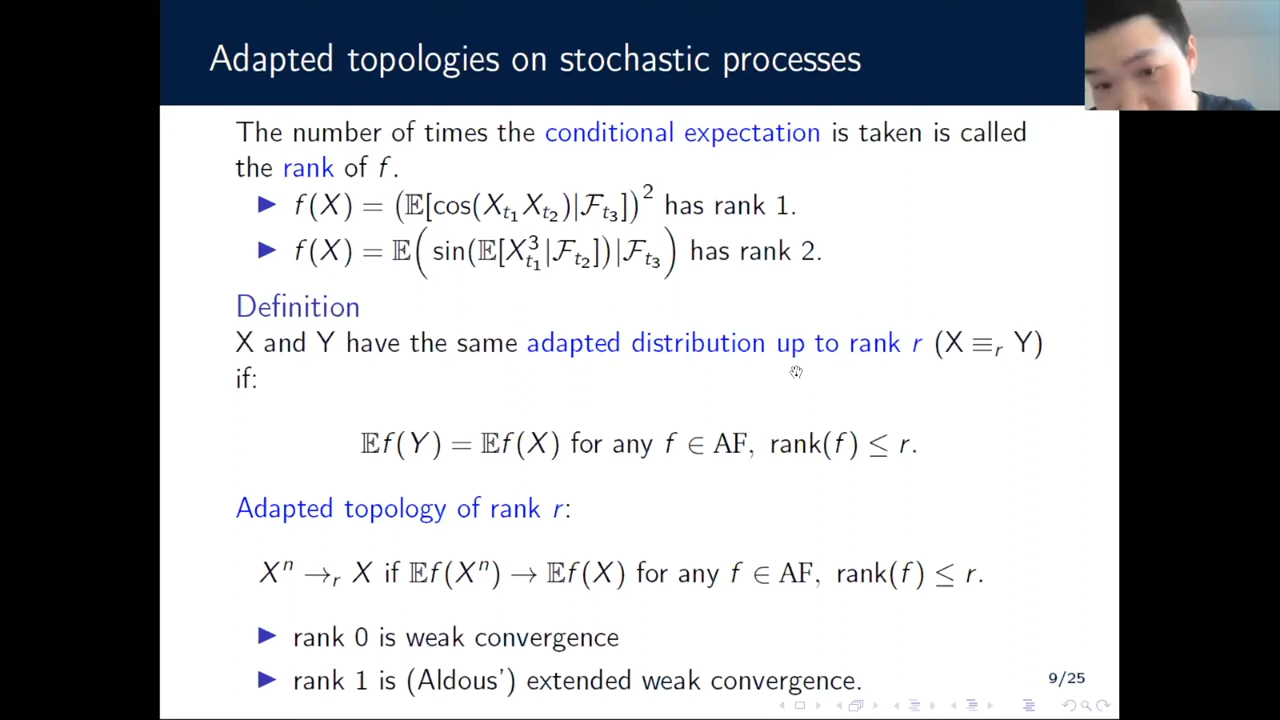 Adapted topologies on stochastic processes
The number of times the conditional expectation is taken is called
the rank of f.
▶ f(X) = (𝔼[cos(X_{t_1} X_{t_2})|ℱ_{t_3}])^2 has rank 1.
▶ f(X) = 𝔼(sin(𝔼[X_{t_1}^3|ℱ_{t_2}])|ℱ_{t_3}) has rank 2.
Definition
X and Y have the same adapted distribution up to rank r (X ≡_r Y)
if:
𝔼f(Y) = 𝔼f(X) for any f ∈ AF, rank(f) ≤ r.
Adapted topology of rank r:
X^n →_r X if 𝔼f(X^n) → 𝔼f(X) for any f ∈ AF, rank(f) ≤ r.
▶ rank 0 is weak convergence
▶ rank 1 is (Aldous') extended weak convergence.
9/25